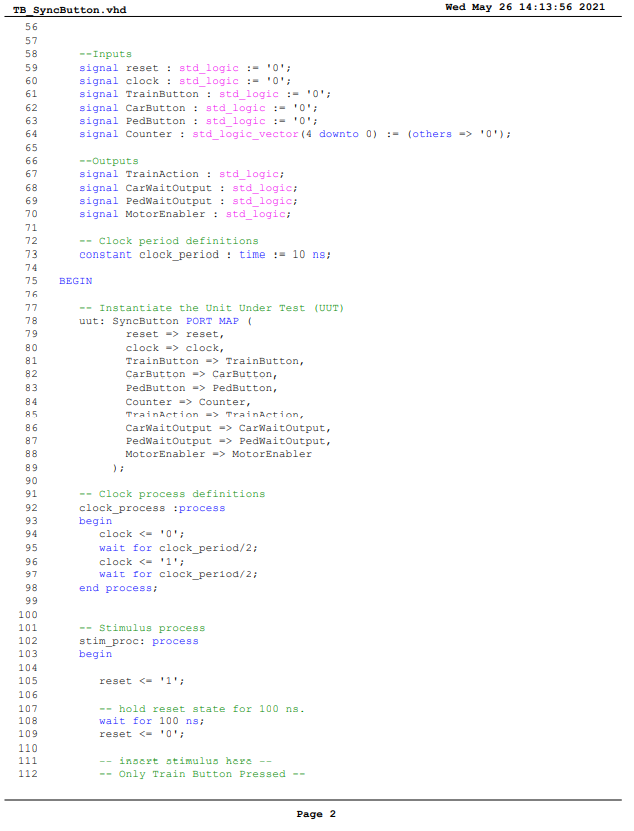 TB_SyncButton.vhd Wed May 26 14:13:56 2021
56
57
58 --Inputs
59 signal reset : std_logic := '0';
60 signal clock : std_logic := '0';
61 signal TrainButton : std_logic := '0';
62 signal CarButton : std_logic := '0';
63 signal PedButton : std_logic := '0';
64 signal Counter : std_logic_vector(4 downto 0) := (others => '0');
65
66 --Outputs
67 signal TrainAction : std_logic;
68 signal CarWaitOutput : std_logic;
69 signal PedWaitOutput : std_logic;
70 signal MotorEnabler : std_logic;
71
72 -- Clock period definitions
73 constant clock_period : time := 10 ns;
74
75 BEGIN
76
77 -- Instantiate the Unit Under Test (UUT)
78 uut: SyncButton PORT MAP (
79 reset => reset,
80 clock => clock,
81 TrainButton => TrainButton,
82 CarButton => CarButton,
83 PedButton => PedButton,
84 Counter => Counter,
85 TrainAction => TrainAction,
86 CarWaitOutput => CarWaitOutput,
87 PedWaitOutput => PedWaitOutput,
88 MotorEnabler => MotorEnabler
89 );
90
91 -- Clock process definitions
92 clock_process :process
93 begin
94 clock <= '0';
95 wait for clock_period/2;
96 clock <= '1';
97 wait for clock_period/2;
98 end process;
99
100
101 -- Stimulus process
102 stim_proc: process
103 begin
104
105 reset <= '1';
106
107 -- hold reset state for 100 ns.
108 wait for 100 ns;
109 reset <= '0';
110
111 -- insert stimulus here --
112 -- Only Train Button Pressed --
Page 2